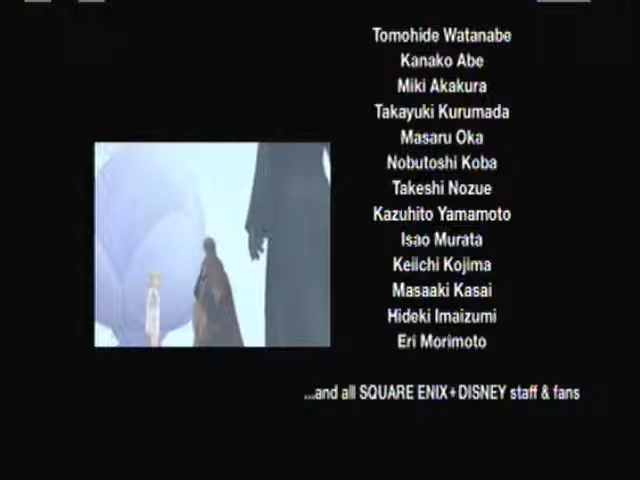 Tomohide Watanabe
Kanako Abe
Miki Akakura
Takayuki Kurumada
Masaru Oka
Nobutoshi Koba
Takeshi Nozue
Kazuhito Yamamoto
Isao Murata
Keiichi Kojima
Masaaki Kasai
Hideki Imaizumi
Eri Morimoto
...and all SQUARE ENIX+DISNEY staff & fans